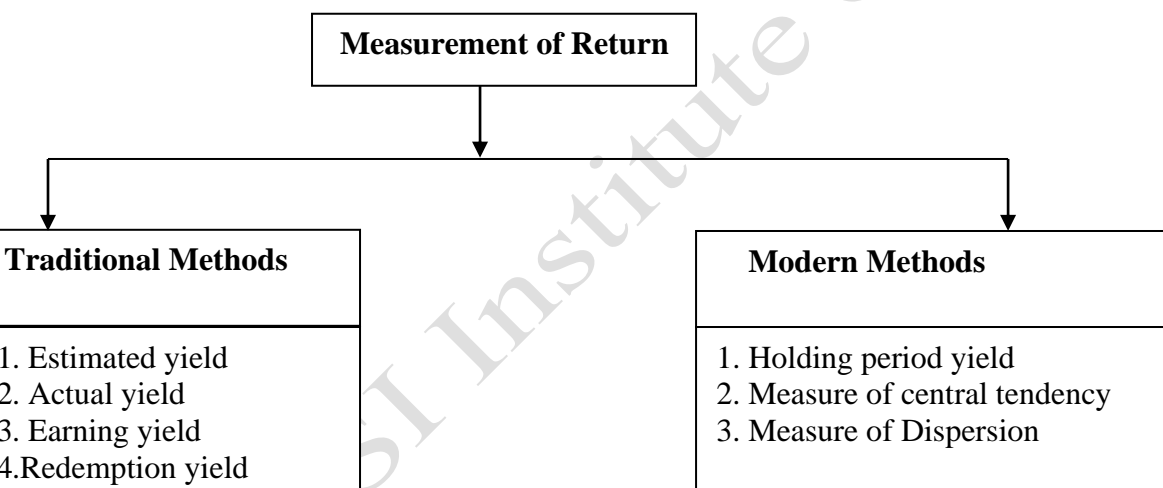 Measurement of Return
Traditional Methods
1. Estimated yield
2. Actual yield
3. Earning yield
4.Redemption yield
Modern Methods
1. Holding period yield
2. Measure of central tendency
3. Measure of Dispersion
SI Institute